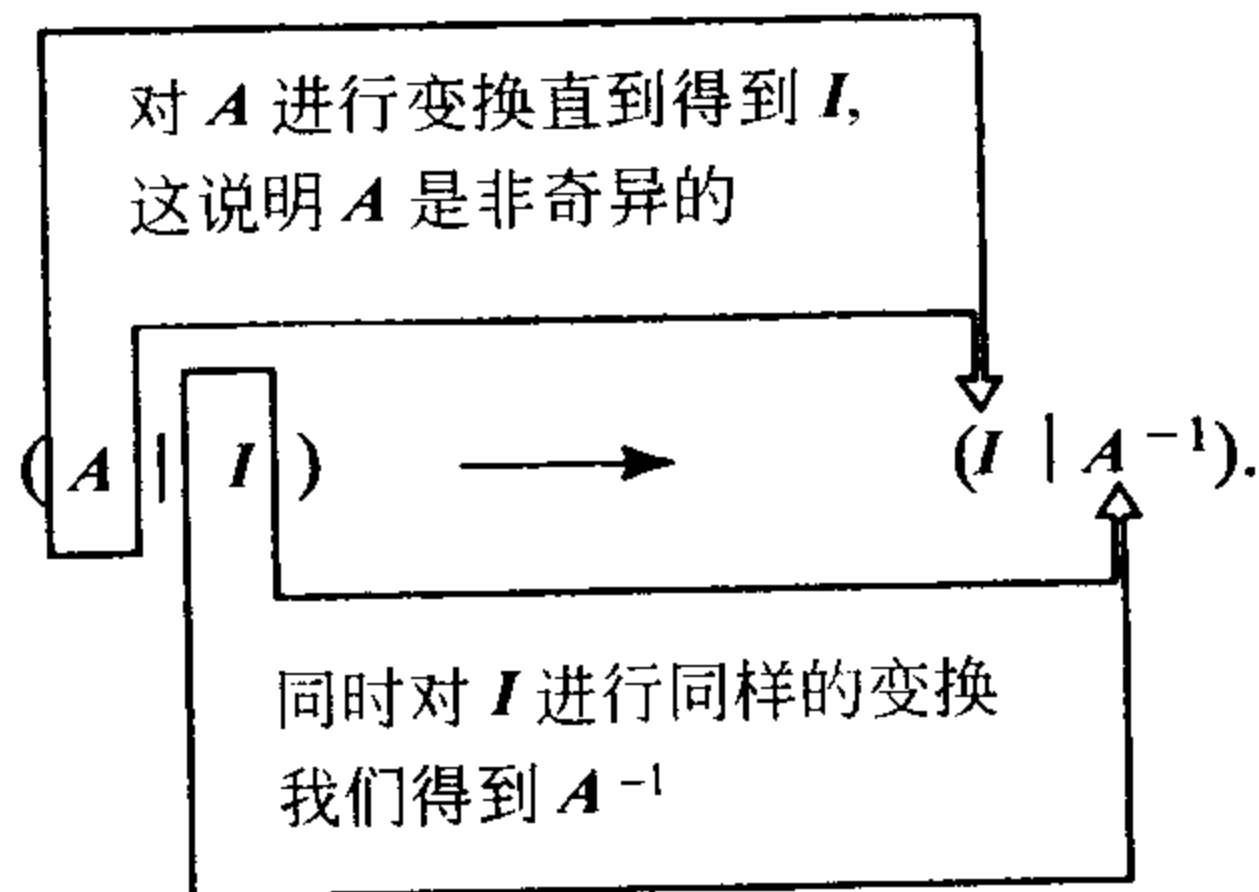 对 A 进行变换直到得到 I,
这说明 A 是非奇异的
( A | I ) → (I | A⁻¹).
同时对 I 进行同样的变换
我们得到 A⁻¹